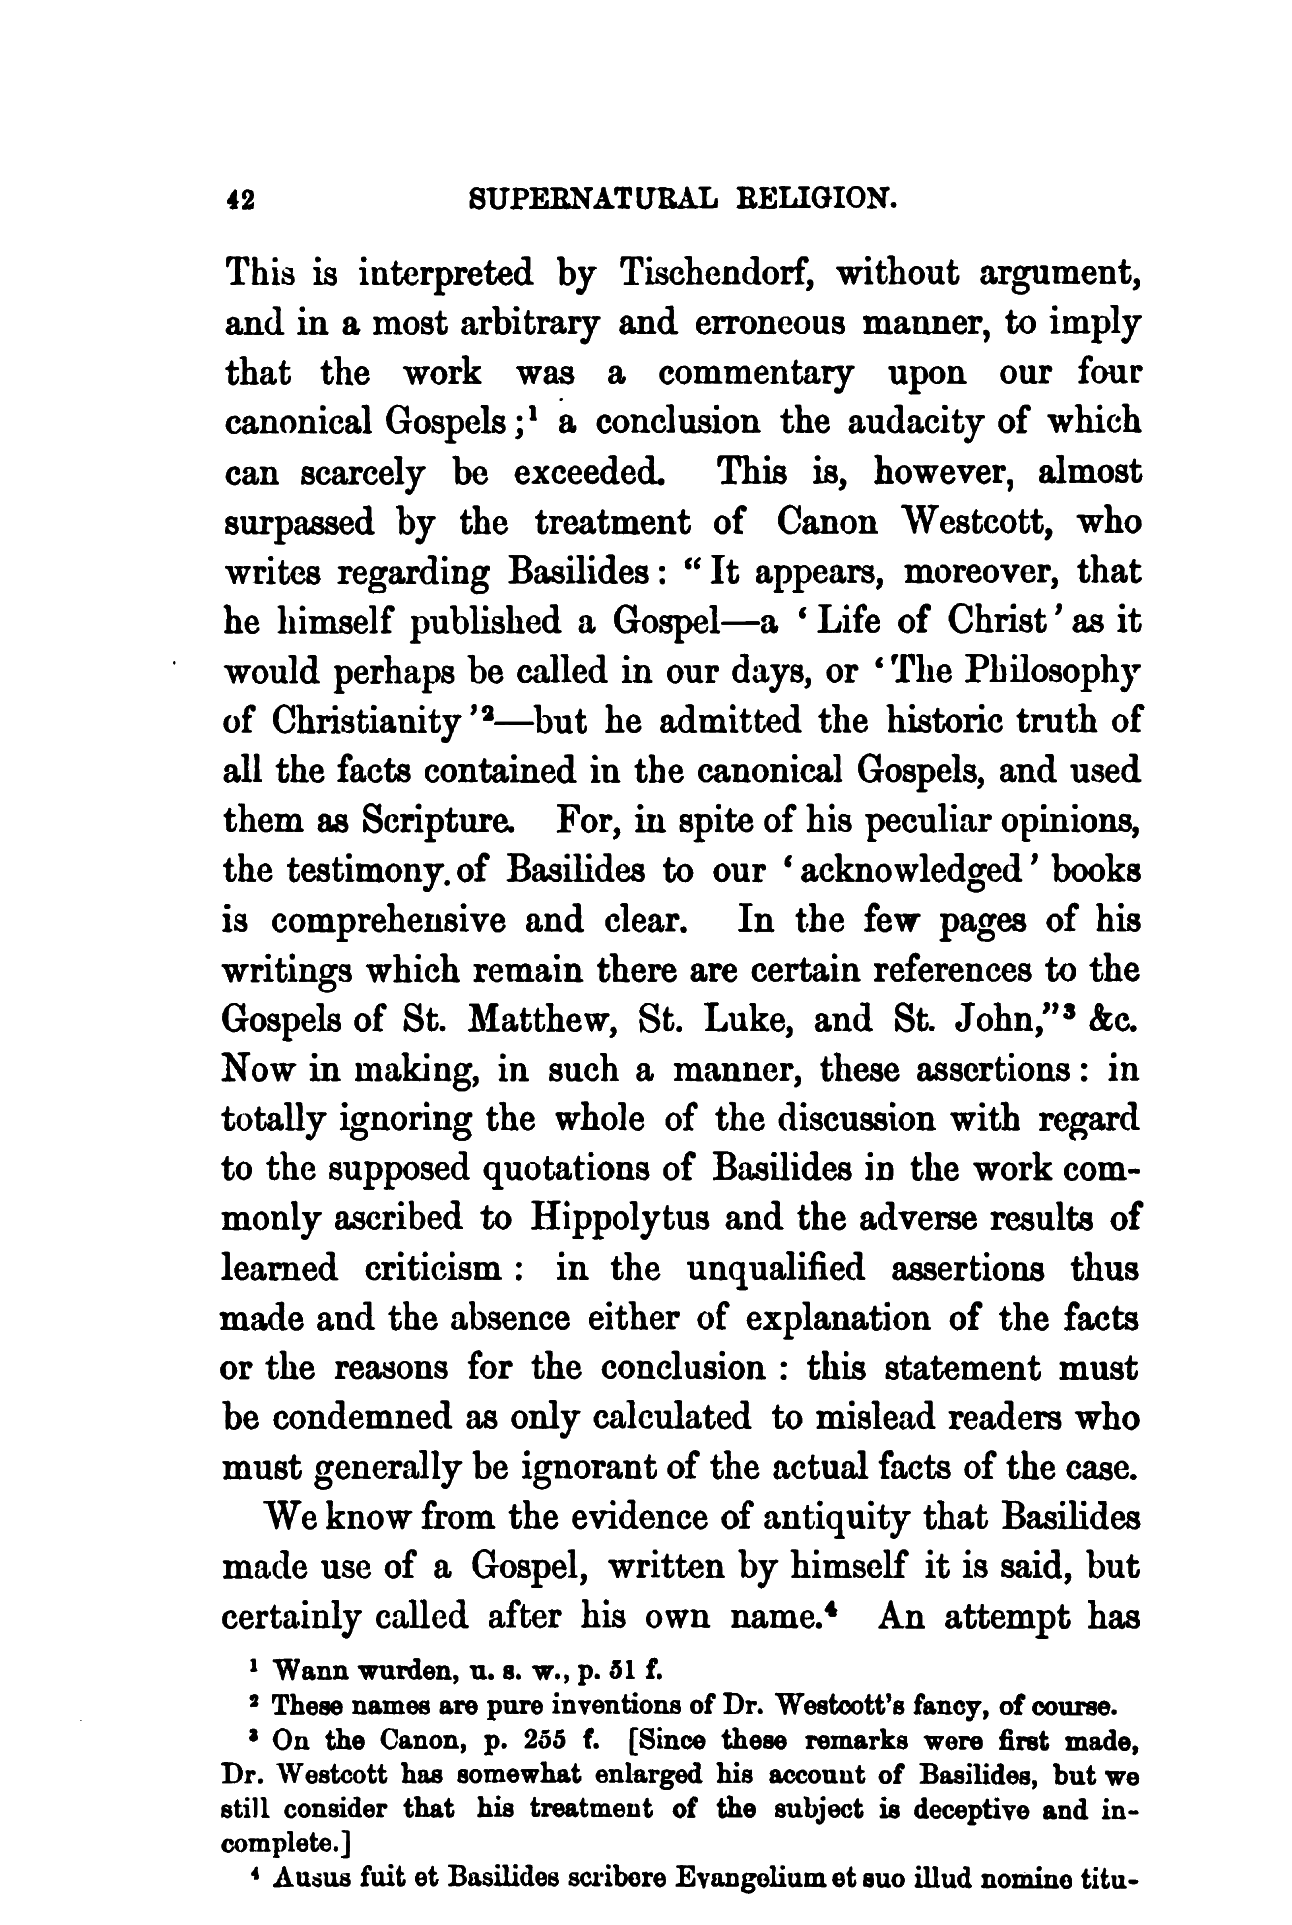 42 SUPERNATURAL RELIGION.
This is interpreted by Tischendorf, without argument,
and in a most arbitrary and erroneous manner, to imply
that the work was a commentary upon our four
canonical Gospels;¹ a conclusion the audacity of which
can scarcely be exceeded. This is, however, almost
surpassed by the treatment of Canon Westcott, who
writes regarding Basilides: “It appears, moreover, that
he himself published a Gospel—a ‘Life of Christ’ as it
would perhaps be called in our days, or ‘The Philosophy
of Christianity’²—but he admitted the historic truth of
all the facts contained in the canonical Gospels, and used
them as Scripture. For, in spite of his peculiar opinions,
the testimony of Basilides to our ‘acknowledged’ books
is comprehensive and clear. In the few pages of his
writings which remain there are certain references to the
Gospels of St. Matthew, St. Luke, and St. John,”³ &c.
Now in making, in such a manner, these assertions: in
totally ignoring the whole of the discussion with regard
to the supposed quotations of Basilides in the work com-
monly ascribed to Hippolytus and the adverse results of
learned criticism: in the unqualified assertions thus
made and the absence either of explanation of the facts
or the reasons for the conclusion: this statement must
be condemned as only calculated to mislead readers who
must generally be ignorant of the actual facts of the case.
We know from the evidence of antiquity that Basilides
made use of a Gospel, written by himself it is said, but
certainly called after his own name.⁴ An attempt has
¹ Wann wurden, u. s. w., p. 51 f.
² These names are pure inventions of Dr. Westcott’s fancy, of course.
³ On the Canon, p. 255 f. [Since these remarks were first made,
Dr. Westcott has somewhat enlarged his account of Basilides, but we
still consider that his treatment of the subject is deceptive and in-
complete.]
⁴ Ausus fuit et Basilides scribere Evangelium et suo illud nomine titu-